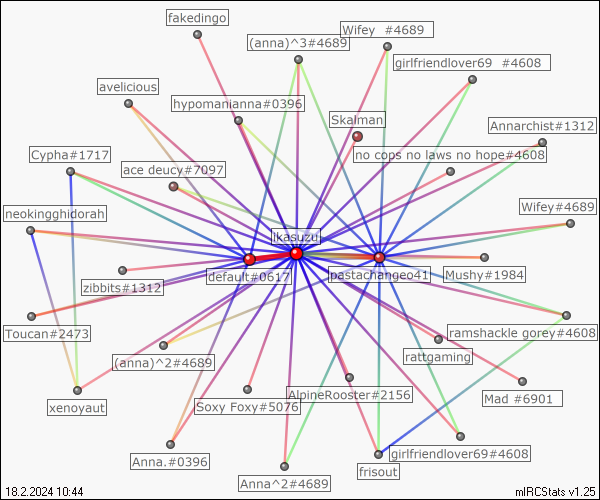 fakedingo
Wifey  #4689
(anna)^3#4689
girlfriendlover69  #4608
avelicious
hypomanianna#0396
Skalman
Annarchist#1312
Cypha#1717
no cops no laws no hope#4608
ace deucy#7097
neokingghidorah
Wifey#4689
lkasuzu
default#0617
pastachangeo41
Mushy#1984
zibbits#1312
Toucan#2473
ramshackle gorey#4608
(anna)^2#4689
rattgaming
xenoyaut
Soxy Foxy#5076
AlpineRooster#2156
Mad #6901
Anna.#0396
girlfriendlover69#4608
frisout
Anna^2#4689
18.2.2024 10:44
mIRCStats v1.25